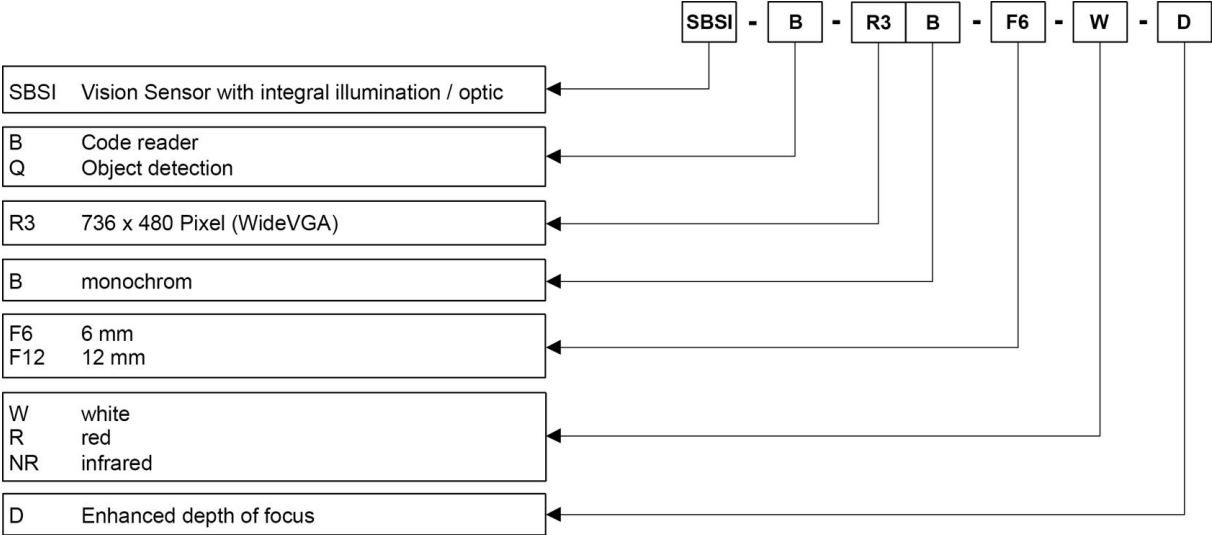 SBSI - B - R3 B - F6 - W - D
SBSI Vision Sensor with integral illumination / optic
B Code reader
Q Object detection
R3 736 x 480 Pixel (WideVGA)
B monochrom
F6 6 mm
F12 12 mm
W white
R red
NR infrared
D Enhanced depth of focus